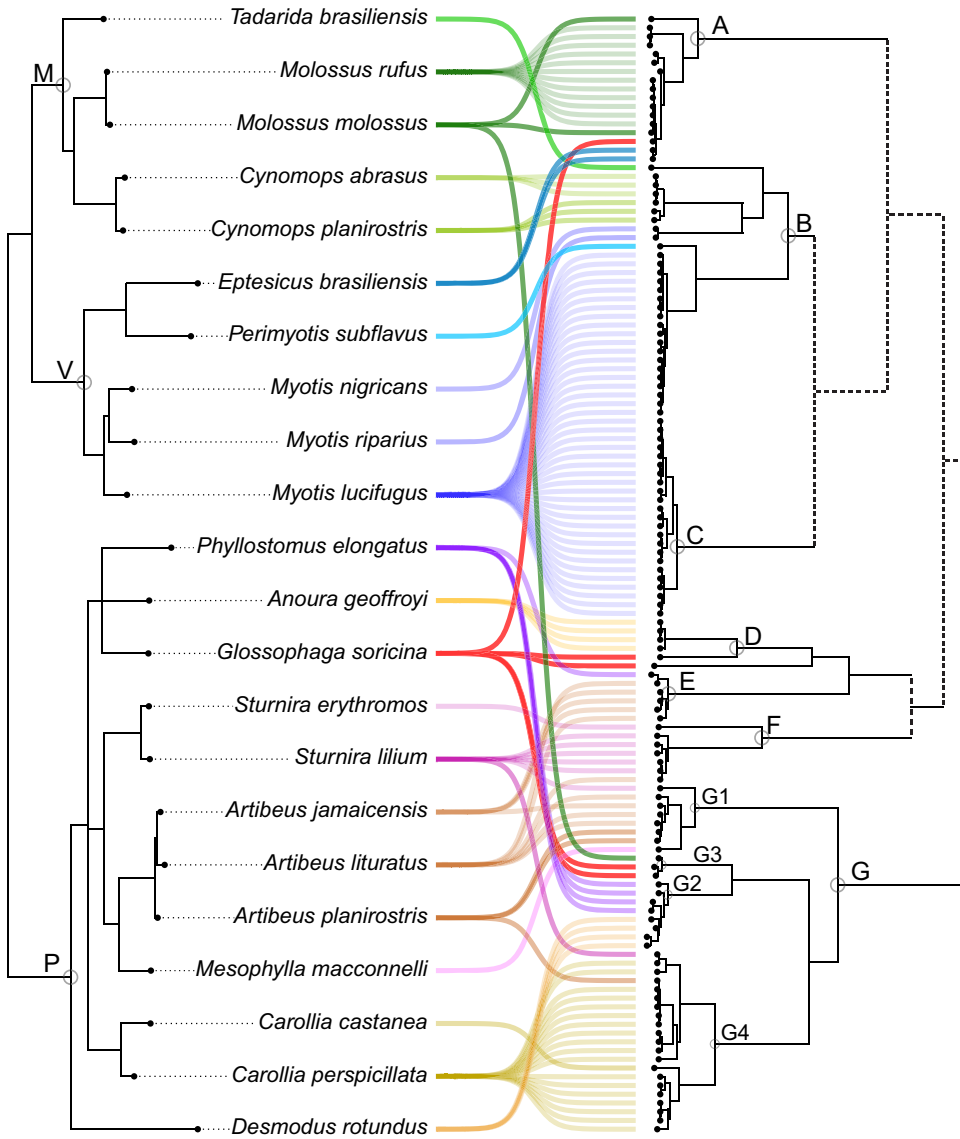 Tadarida brasiliensis
A
M
Molossus rufus
Molossus molossus
Cynomops abrasus
Cynomops planirostris
B
Eptesicus brasiliensis
Perimyotis subflavus
V
Myotis nigricans
Myotis riparius
Myotis lucifugus
C
Phyllostomus elongatus
Anoura geoffroyi
Glossophaga soricina
D
E
Sturnira erythromos
F
Sturnira lilium
G1
Artibeus jamaicensis
G3
Artibeus lituratus
G
G2
Artibeus planirostris
P
Mesophylla macconnelli
Carollia castanea
G4
Carollia perspicillata
Desmodus rotundus